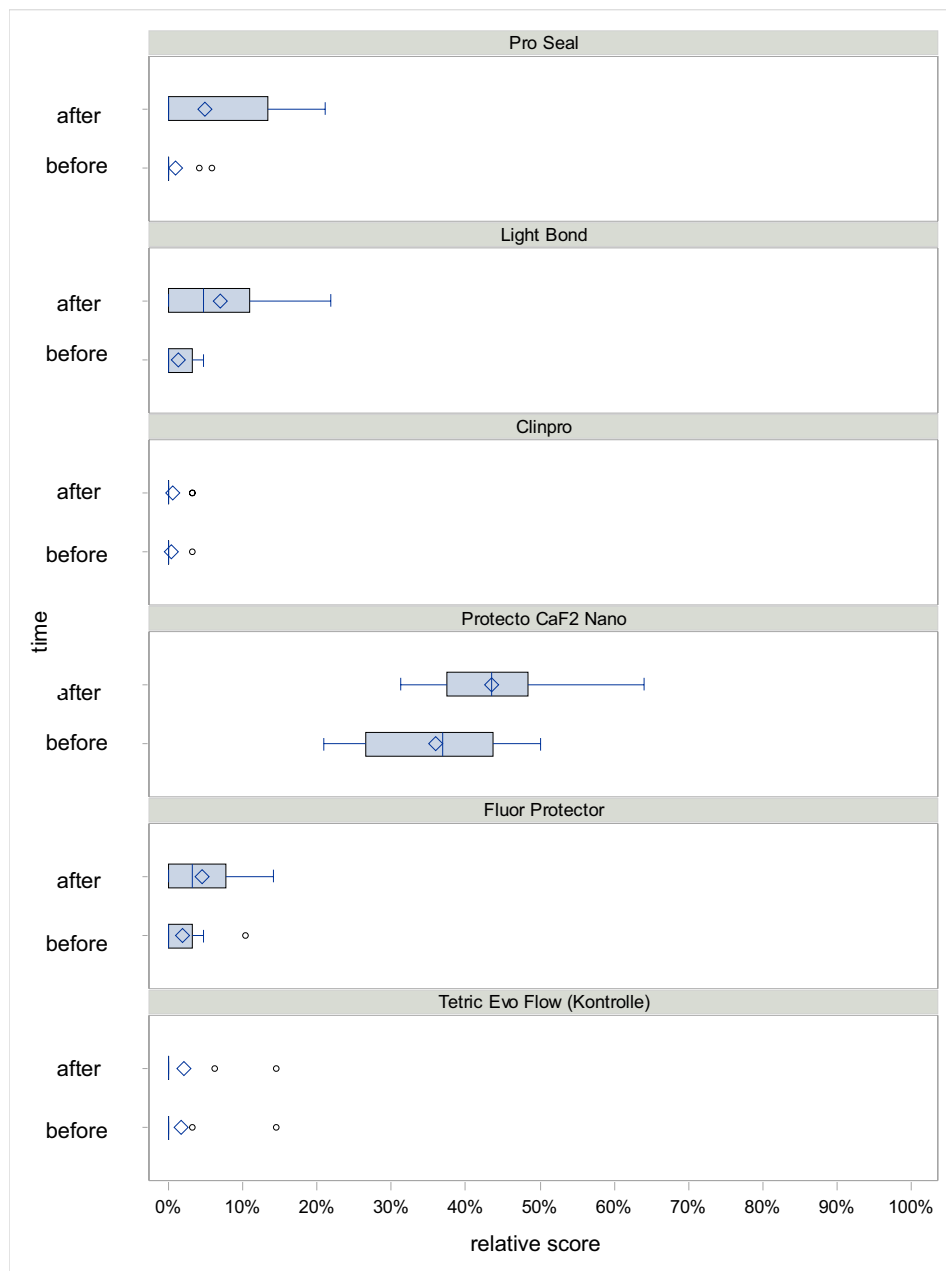 Pro Seal
after
before
Light Bond
after
before
Clinpro
after
before
time
Protecto CaF2 Nano
after
before
Fluor Protector
after
before
Tetric Evo Flow (Kontrolle)
after
before
0% 10% 20% 30% 40% 50% 60% 70% 80% 90% 100%
relative score